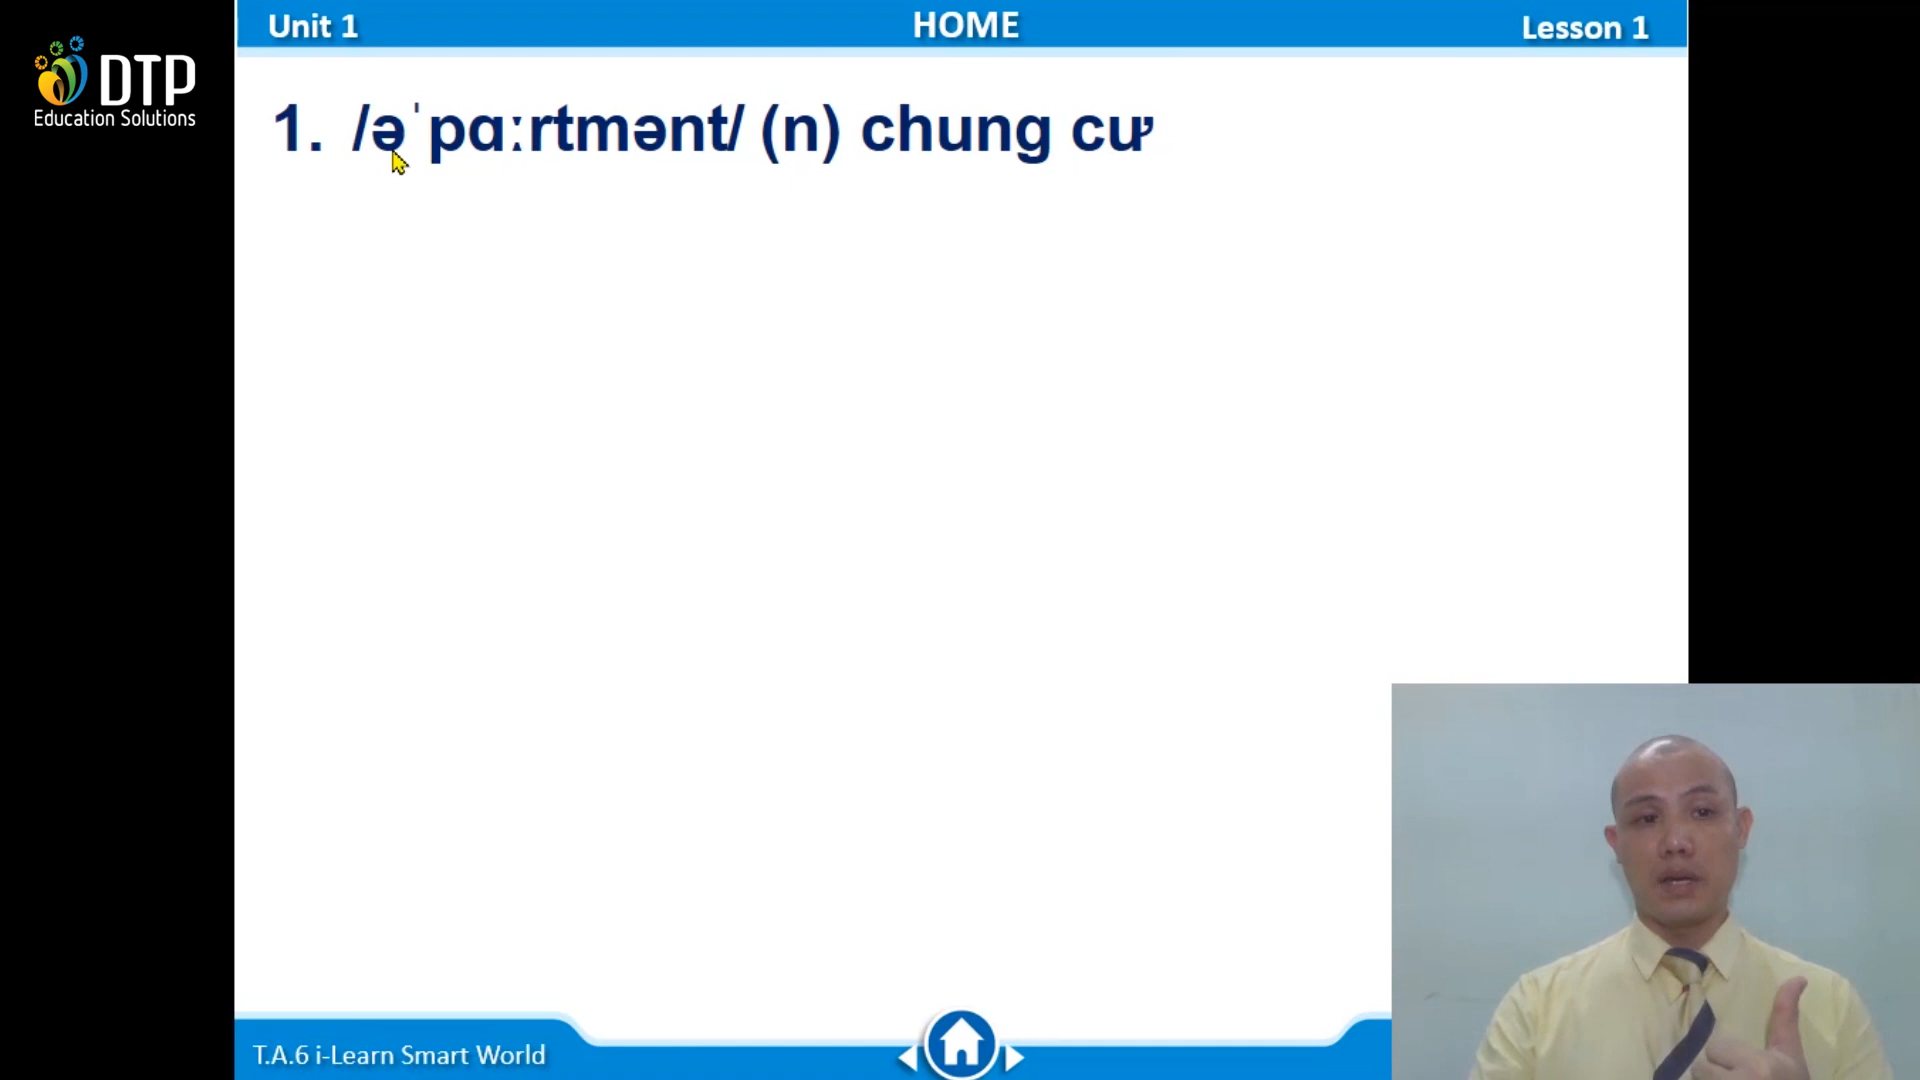 DTP
Education Solutions
Unit 1
HOME
Lesson 1
1. /əˈpɑːrtmənt/ (n) chung cư
T.A.6 i-Learn Smart World